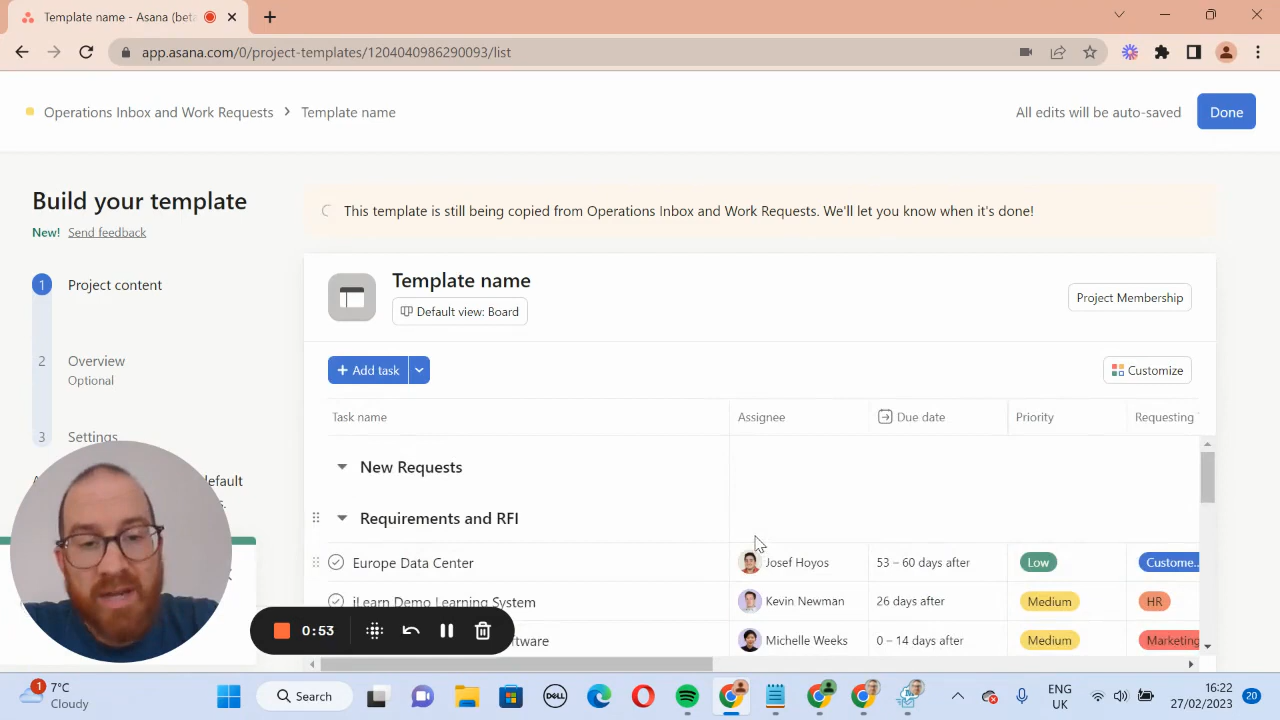 Template name - Asana (beta
app.asana.com/0/project-templates/1204040986290093/list
Operations Inbox and Work Requests > Template name
All edits will be auto-saved
Done
Build your template
New! Send feedback
1 Project content
2 Overview
Optional
3 Settings
efault
This template is still being copied from Operations Inbox and Work Requests. We'll let you know when it's done!
Template name
Default view: Board
Project Membership
+ Add task
Customize
Task name Assignee Due date Priority Requesting
New Requests
Requirements and RFI
Europe Data Center Josef Hoyos 53 – 60 days after Low Custome...
iLearn Demo Learning System Kevin Newman 26 days after Medium HR
ftware Michelle Weeks 0 – 14 days after Medium Marketing
0:53
1
7°C
Cloudy
Search
DELL
ENG
UK
16:22
27/02/2023
20